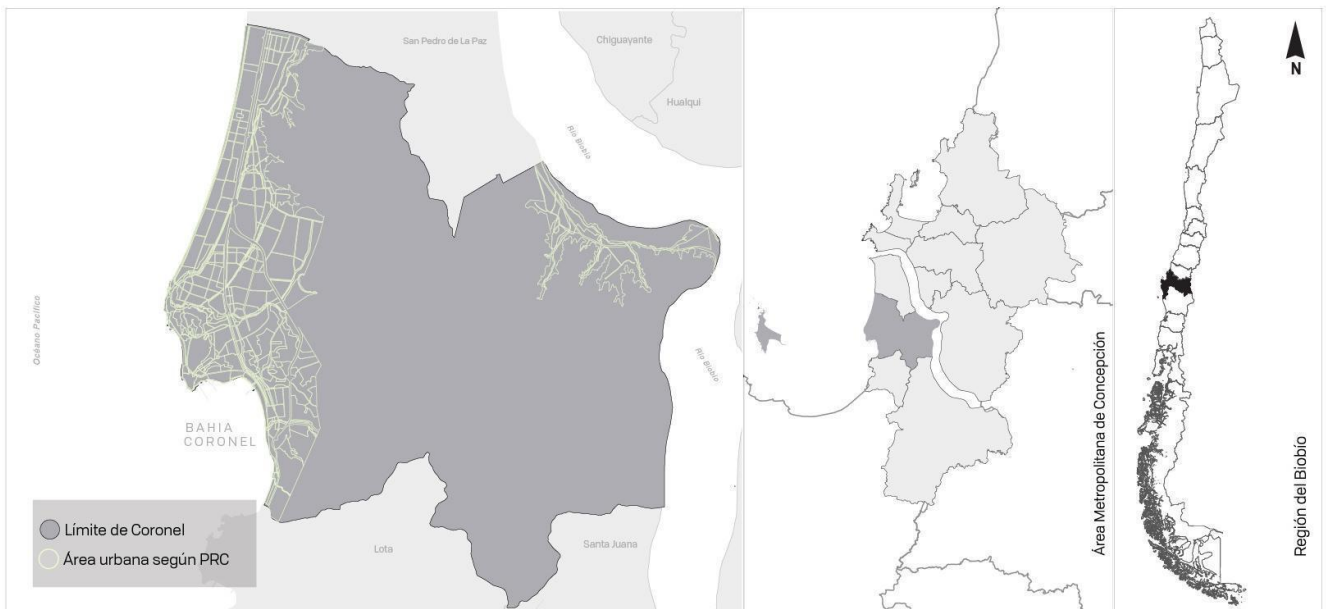 San Pedro de La Paz
Chiguayante
Hualqui
Río Biobío
Océano Pacífico
Río Biobío
BAHIA
CORONEL
Límite de Coronel
Área urbana según PRC
Lota
Santa Juana
Área Metropolitana de Concepción
N
Región del Biobío